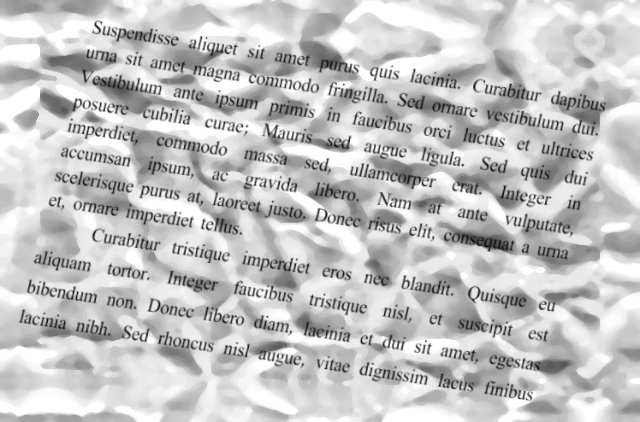 Suspendisse aliquet sit amet purus quis lacinia. Curabitur dapibus
urna sit amet magna commodo fringilla. Sed ornare vestibulum dui.
Vestibulum ante ipsum primis in faucibus orci luctus et ultrices
posuere cubilia curae; Mauris sed augue ligula. Sed quis dui
imperdiet, commodo massa sed, ullamcorper erat. Integer in
accumsan ipsum, ac gravida libero. Nam at ante vulputate,
scelerisque purus at, laoreet justo. Donec risus elit, consequat a urna
et, ornare imperdiet tellus.
Curabitur tristique imperdiet eros nec blandit. Quisque eu
aliquam tortor. Integer faucibus tristique nisl, et suscipit est
bibendum non. Donec libero diam, lacinia et dui sit amet, egestas
lacinia nibh. Sed rhoncus nisl augue, vitae dignissim lacus finibus